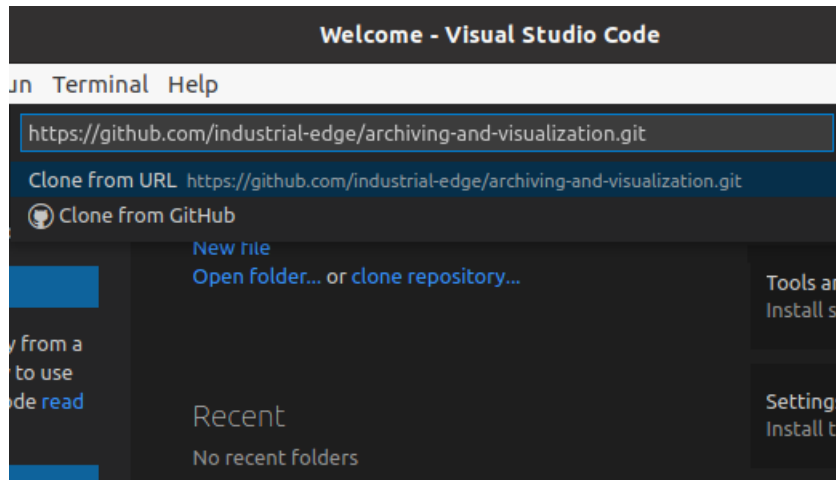 Welcome - Visual Studio Code
un Terminal Help
https://github.com/industrial-edge/archiving-and-visualization.git
Clone from URL https://github.com/industrial-edge/archiving-and-visualization.git
Clone from GitHub
New file
Open folder... or clone repository...
y from a
to use
ode read
Recent
No recent folders
Tools a
Install s
Setting
Install t